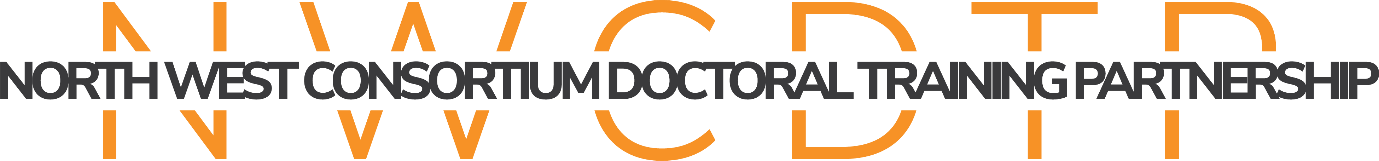 NWCDTP
NORTH WEST CONSORTIUM DOCTORAL TRAINING PARTNERSHIP